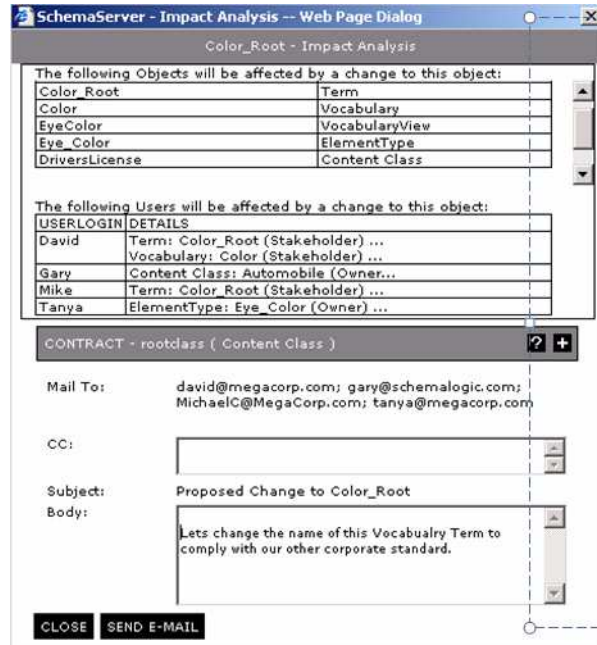 SchemaServer - Impact Analysis -- Web Page Dialog
Color_Root - Impact Analysis
The following Objects will be affected by a change to this object:
Color_Root Term
Color Vocabulary
EyeColor VocabularyView
Eye_Color ElementType
DriversLicense Content Class
The following Users will be affected by a change to this object:
USERLOGIN DETAILS
David Term: Color_Root (Stakeholder) ...
Vocabulary: Color (Stakeholder) ...
Gary Content Class: Automobile (Owner...
Mike Term: Color_Root (Stakeholder) ...
Tanya ElementType: Eye_Color (Owner) ...
CONTRACT - rootclass ( Content Class ) ? +
Mail To: david@megacorp.com; gary@schemalogic.com;
MichaelC@MegaCorp.com; tanya@megacorp.com
CC:
Subject: Proposed Change to Color_Root
Body:
Lets change the name of this Vocabualry Term to
comply with our other corporate standard.
CLOSE SEND E-MAIL